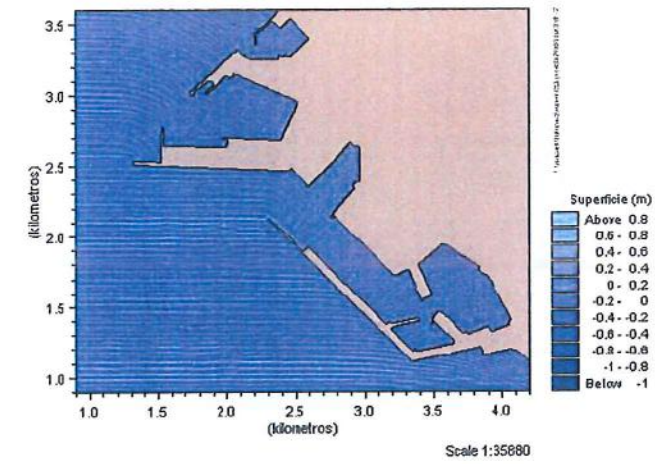 3.5
3.0
2.5
2.0
1.5
1.0
(kilometros)
1.0 1.5 2.0 2.5 3.0 3.5 4.0
(kilometros)
Superficie (m)
Above 0.8
0.6 - 0.8
0.4 - 0.6
0.2 - 0.4
0 - 0.2
-0.2 - 0
-0.4 - -0.2
-0.6 - -0.4
-0.8 - -0.6
-1 - -0.8
Below -1
Scale 1:35880